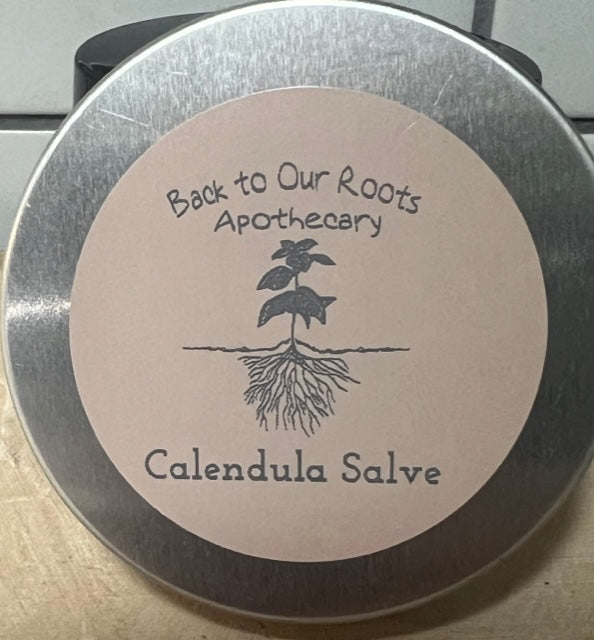 Back to Our Roots
Apothecary
Calendula Salve